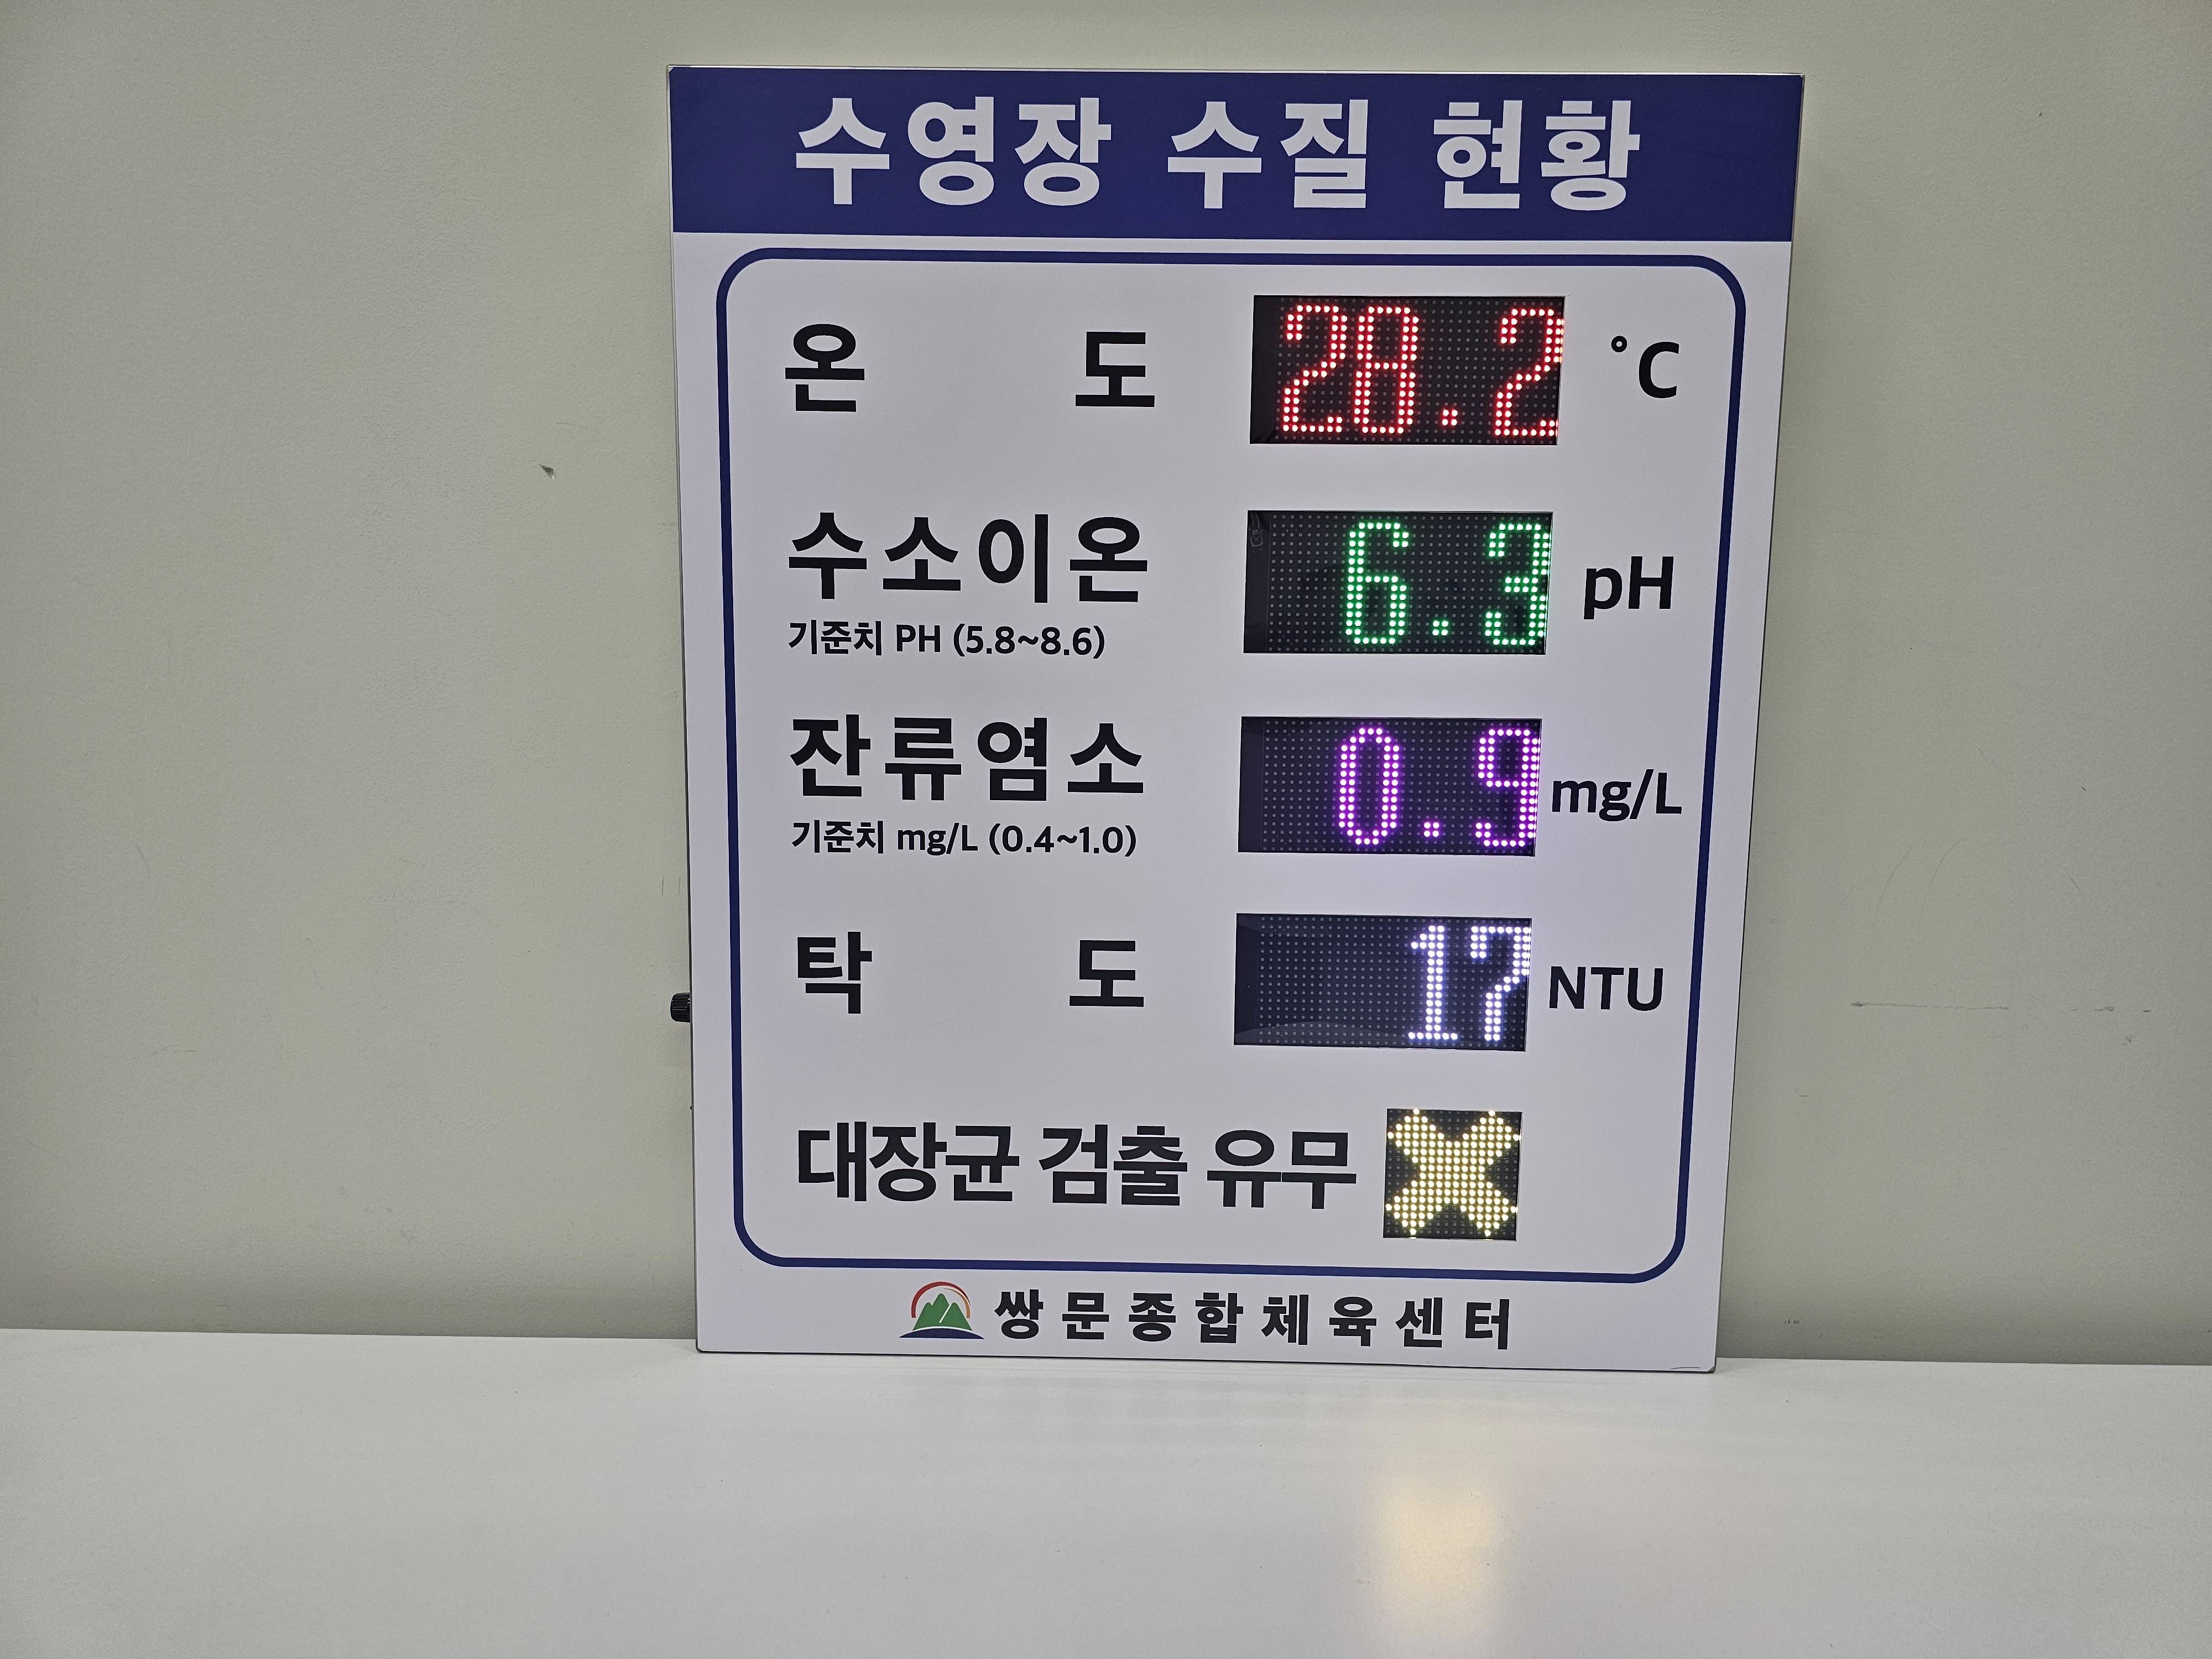 수영장 수질 현황
온 도 28.2 °C
수소이온 6.3 pH
기준치 PH (5.8~8.6)
잔류염소 0.9 mg/L
기준치 mg/L (0.4~1.0)
탁 도 17 NTU
대장균 검출 유무 X
쌍문종합체육센터